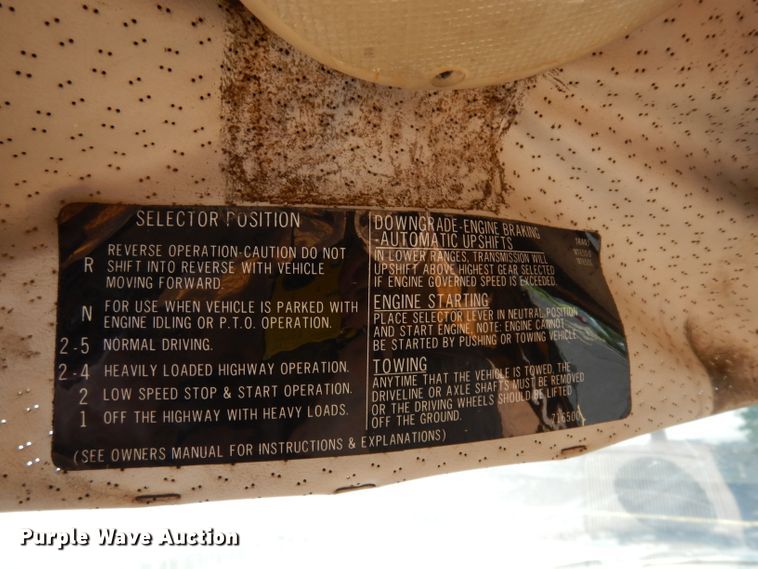 SELECTOR POSITION
R REVERSE OPERATION-CAUTION DO NOT
SHIFT INTO REVERSE WITH VEHICLE
MOVING FORWARD.
N FOR USE WHEN VEHICLE IS PARKED WITH
ENGINE IDLING OR P.T.O. OPERATION.
2-5 NORMAL DRIVING.
2-4 HEAVILY LOADED HIGHWAY OPERATION.
2 LOW SPEED STOP & START OPERATION.
1 OFF THE HIGHWAY WITH HEAVY LOADS.
(SEE OWNERS MANUAL FOR INSTRUCTIONS & EXPLANATIONS)
DOWNGRADE-ENGINE BRAKING
-AUTOMATIC UPSHIFTS
IN LOWER RANGES, TRANSMISSION WILL
UPSHIFT ABOVE HIGHEST GEAR SELECTED
IF ENGINE GOVERNED SPEED IS EXCEEDED.
ENGINE STARTING
PLACE SELECTOR LEVER IN NEUTRAL POSITION
AND START ENGINE, NOTE: ENGINE CANNOT
BE STARTED BY PUSHING OR TOWING VEHICLE
TOWING
ANYTIME THAT THE VEHICLE IS TOWED, THE
DRIVELINE OR AXLE SHAFTS MUST BE REMOVED
OR THE DRIVING WHEELS SHOULD BE LIFTED
OFF THE GROUND.
Purple Wave Auction